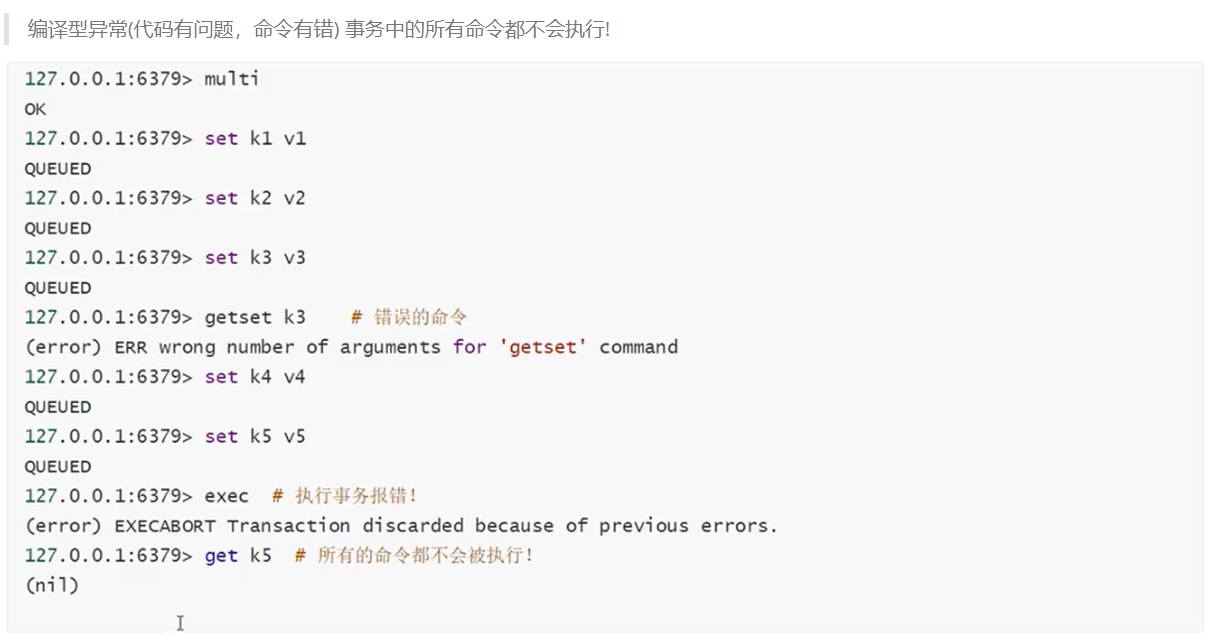 编译型异常(代码有问题，命令有错) 事务中的所有命令都不会执行!
127.0.0.1:6379> multi
OK
127.0.0.1:6379> set k1 v1
QUEUED
127.0.0.1:6379> set k2 v2
QUEUED
127.0.0.1:6379> set k3 v3
QUEUED
127.0.0.1:6379> getset k3    # 错误的命令
(error) ERR wrong number of arguments for 'getset' command
127.0.0.1:6379> set k4 v4
QUEUED
127.0.0.1:6379> set k5 v5
QUEUED
127.0.0.1:6379> exec  # 执行事务报错！
(error) EXECABORT Transaction discarded because of previous errors.
127.0.0.1:6379> get k5  # 所有的命令都不会被执行！
(nil)